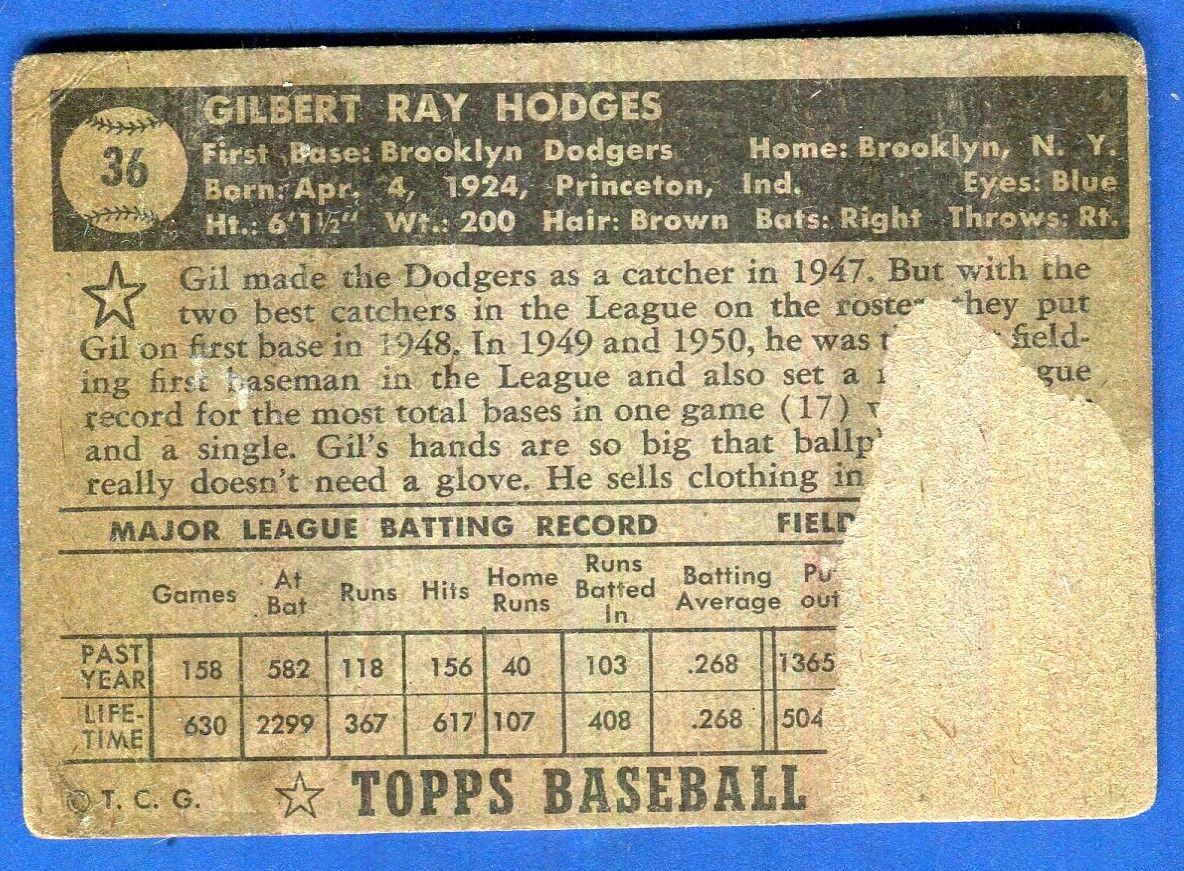 36
GILBERT RAY HODGES
First Base: Brooklyn Dodgers Home: Brooklyn, N. Y.
Born: Apr. 4, 1924, Princeton, Ind. Eyes: Blue
Ht.: 6'1½" Wt.: 200 Hair: Brown Bats: Right Throws: Rt.
Gil made the Dodgers as a catcher in 1947. But with the
two best catchers in the League on the roster they put
Gil on first base in 1948. In 1949 and 1950, he was field-
ing first baseman in the League and also set a
record for the most total bases in one game (17)
and a single. Gil's hands are so big that
really doesn't need a glove. He sells clothing in
MAJOR LEAGUE BATTING RECORD FIELD
Games At Bat Runs Hits Home Runs Runs Batted In Batting Average Put out
PAST YEAR 158 582 118 156 40 103 .268 1365
LIFE-TIME 630 2299 367 617 107 408 .268 504
© T. C. G. TOPPS BASEBALL